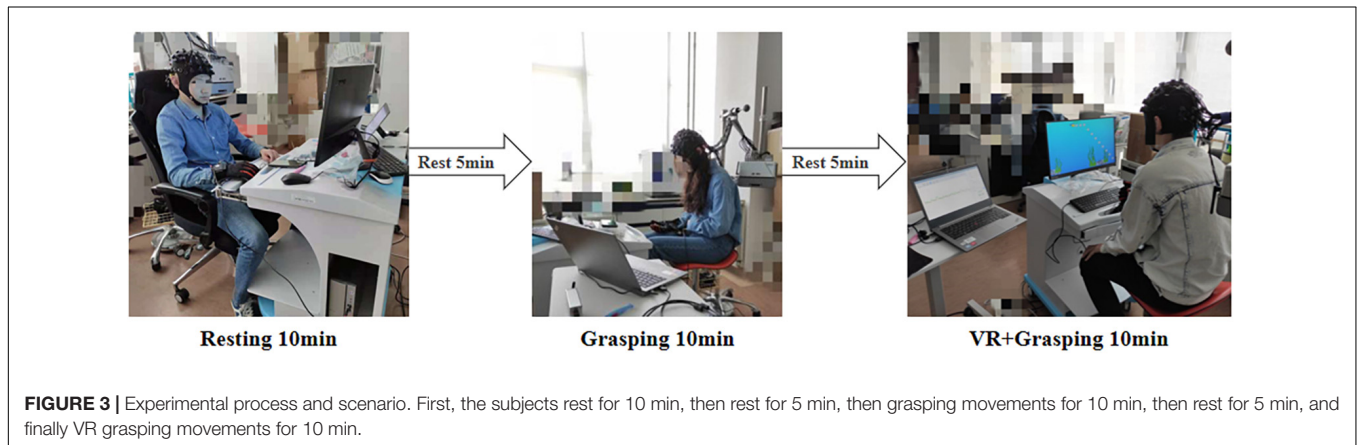 Rest 5min
Rest 5min
Resting 10min
Grasping 10min
VR+Grasping 10min
FIGURE 3 | Experimental process and scenario. First, the subjects rest for 10 min, then rest for 5 min, then grasping movements for 10 min, then rest for 5 min, and
finally VR grasping movements for 10 min.